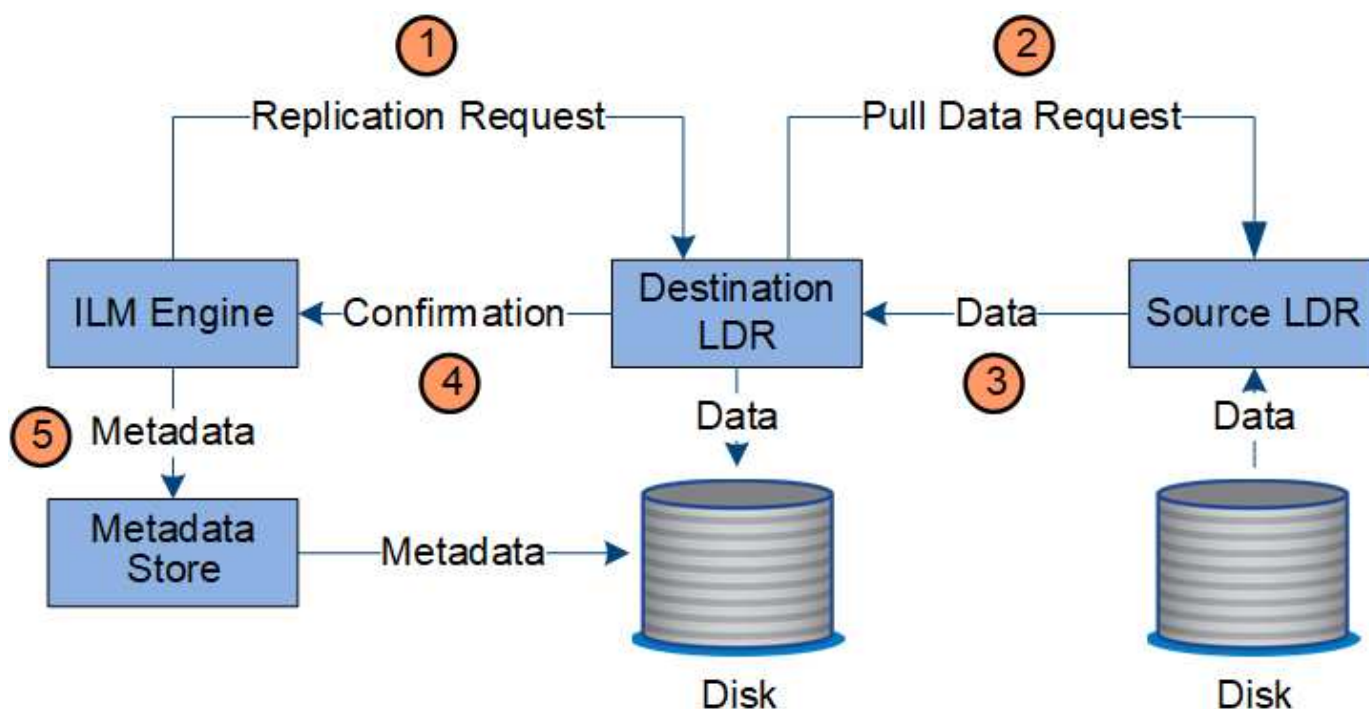 1
2
Replication Request
Pull Data Request
ILM Engine
Confirmation
Destination
LDR
Data
Source LDR
4
3
5
Metadata
Data
Data
Metadata
Store
Metadata
Disk
Disk